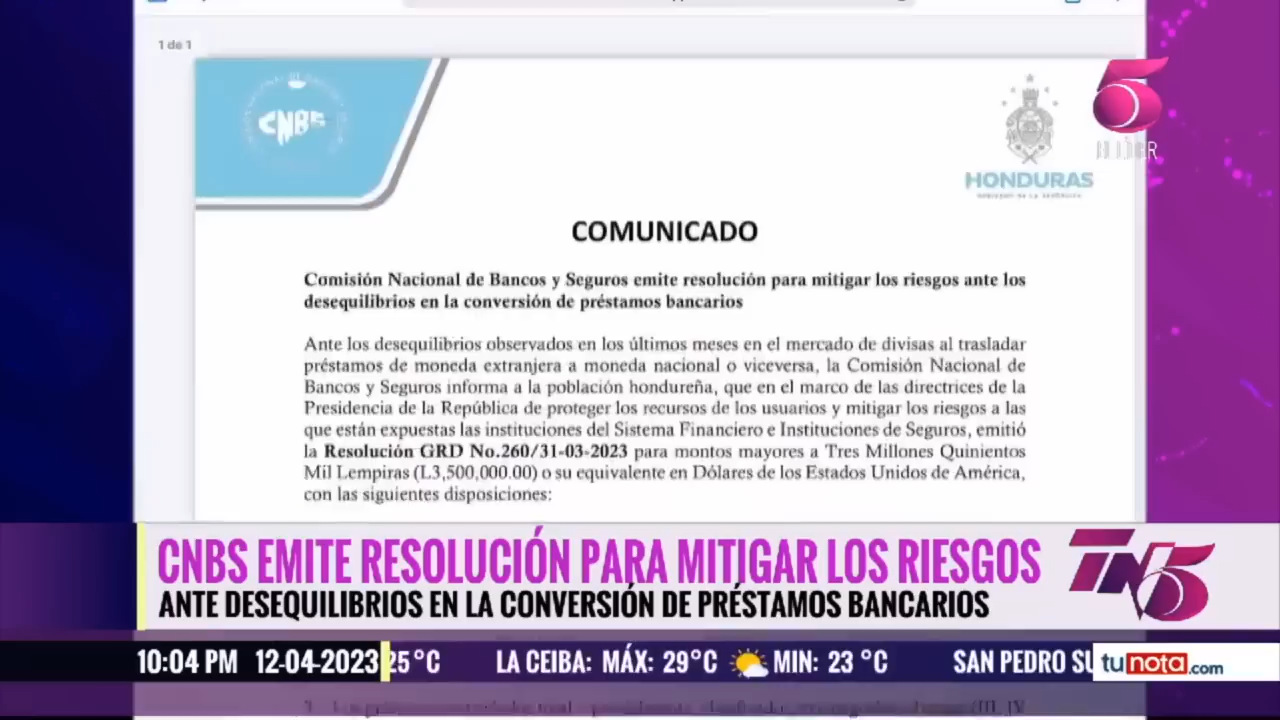 1 de 1
CNBS
5
HONDURAS
COMUNICADO
Comisión Nacional de Bancos y Seguros emite resolución para mitigar los riesgos ante los
desequilibrios en la conversión de préstamos bancarios
Ante los desequilibrios observados en los últimos meses en el mercado de divisas al trasladar
préstamos de moneda extranjera a moneda nacional o viceversa, la Comisión Nacional de
Bancos y Seguros informa a la población hondureña, que en el marco de las directrices de la
Presidencia de la República de proteger los recursos de los usuarios y mitigar los riesgos a las
que están expuestas las instituciones del Sistema Financiero e Instituciones de Seguros, emitió
la Resolución GRD No.260/31-03-2023 para montos mayores a Tres Millones Quinientos
Mil Lempiras (L3,500,000.00) o su equivalente en Dólares de los Estados Unidos de América,
con las siguientes disposiciones:
CNBS EMITE RESOLUCIÓN PARA MITIGAR LOS RIESGOS
ANTE DESEQUILIBRIOS EN LA CONVERSIÓN DE PRÉSTAMOS BANCARIOS
TN5
10:04 PM 12-04-2023 25°C LA CEIBA: MÁX: 29°C MIN: 23 °C SAN PEDRO SU
tunota.com